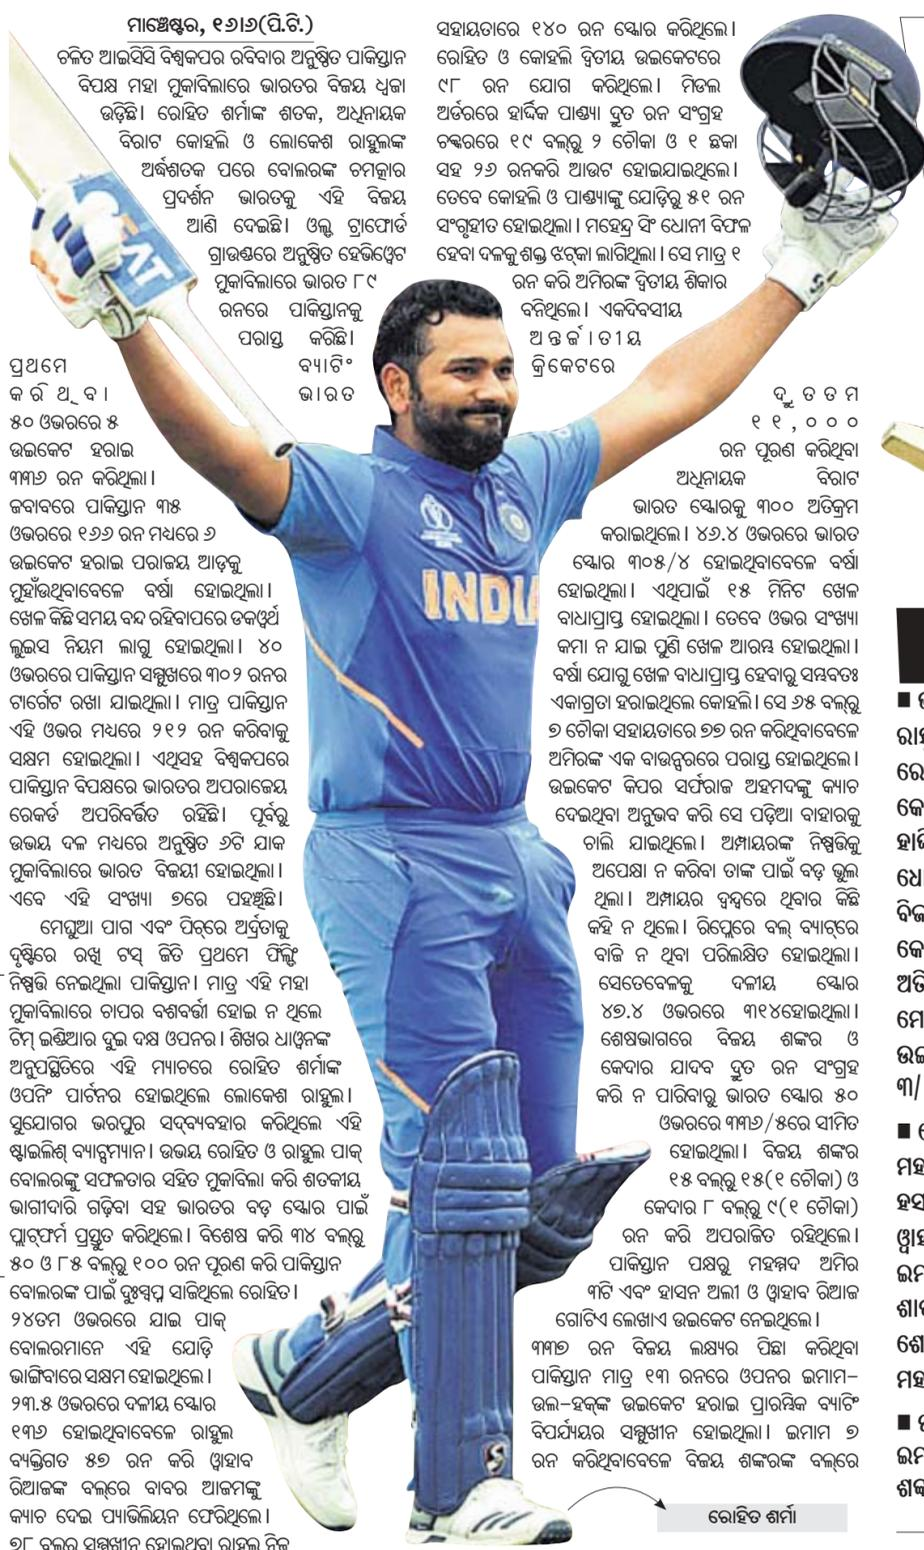 ମାଞ୍ଚେଷ୍ଟର, ୧୬।୬(ପି.ଟି.)
ଚଳିତ ଆଇସିସି ବିଶ୍ୱକପର ରବିବାର ଅନୁଷ୍ଠିତ ପାକିସ୍ତାନ
ବିପକ୍ଷ ମହା ମୁକାବିଲାରେ ଭାରତର ବିଜୟ ଧ୍ୱଜା
ଉଡ଼ିଛି। ରୋହିତ ଶର୍ମାଙ୍କ ଶତକ, ଅଧିନାୟକ
ବିରାଟ କୋହଲି ଓ ଲୋକେଶ ରାହୁଲଙ୍କ
ଅର୍ଦ୍ଧଶତକ ପରେ ବୋଲରଙ୍କ ଚମତ୍କାର
ପ୍ରଦର୍ଶନ ଭାରତକୁ ଏହି ବିଜୟ
ଆଣି ଦେଇଛି। ଓଲ୍ଡ ଟ୍ରାଫୋର୍ଡ
ଗ୍ରାଉଣ୍ଡରେ ଅନୁଷ୍ଠିତ ହେଭିୱେଟ
ମୁକାବିଲାରେ ଭାରତ ୮୯
ରନରେ ପାକିସ୍ତାନକୁ
ପରାସ୍ତ କରିଛି।
ପ୍ରଥମେ ବ୍ୟାଟିଂ
କରିଥିବା ଭାରତ
୫୦ ଓଭରରେ ୫
ଉଇକେଟ ହରାଇ
୩୩୬ ରନ କରିଥିଲା।
ଜବାବରେ ପାକିସ୍ତାନ ୩୫
ଓଭରରେ ୧୬୬ ରନ ମଧ୍ୟରେ ୬
ଉଇକେଟ ହରାଇ ପରାଜୟ ଆଡ଼କୁ
ମୁହାଁଉଥିବାବେଳେ ବର୍ଷା ହୋଇଥିଲା।
ଖେଳ କିଛି ସମୟ ବନ୍ଦ ରହିବାପରେ ଡକୱର୍ଥ
ଲୁଇସ ନିୟମ ଲାଗୁ ହୋଇଥିଲା। ୪୦
ଓଭରରେ ପାକିସ୍ତାନ ସମ୍ମୁଖରେ ୩୦୨ ରନର
ଟାର୍ଗେଟ ରଖା ଯାଇଥିଲା। ମାତ୍ର ପାକିସ୍ତାନ
ଏହି ଓଭର ମଧ୍ୟରେ ୨୧୨ ରନ କରିବାକୁ
ସକ୍ଷମ ହୋଇଥିଲା। ଏଥିସହ ବିଶ୍ୱକପରେ
ପାକିସ୍ତାନ ବିପକ୍ଷରେ ଭାରତର ଅପରାଜେୟ
ରେକର୍ଡ ଅପରିବର୍ତ୍ତିତ ରହିଛି। ପୂର୍ବରୁ
ଉଭୟ ଦଳ ମଧ୍ୟରେ ଅନୁଷ୍ଠିତ ୬ଟି ଯାକ
ମୁକାବିଲାରେ ଭାରତ ବିଜୟୀ ହୋଇଥିଲା।
ଏବେ ଏହି ସଂଖ୍ୟା ୭ରେ ପହଞ୍ଚିଛି।
ମେଘୁଆ ପାଗ ଏବଂ ପିଚ୍‌ରେ ଅର୍ଦ୍ରତାକୁ
ଦୃଷ୍ଟିରେ ରଖି ଟସ୍ ଜିତି ପ୍ରଥମେ ଫିଲ୍ଡିଂ
ନିଷ୍ପତ୍ତି ନେଇଥିଲା ପାକିସ୍ତାନ। ମାତ୍ର ଏହି ମହା
ମୁକାବିଲାରେ ଚାପର ବଶବର୍ତ୍ତୀ ହୋଇ ନ ଥିଲେ
ଟିମ୍ ଇଣ୍ଡିଆର ଦୁଇ ଦକ୍ଷ ଓପନର। ଶିଖର ଧାୱନଙ୍କ
ଅନୁପସ୍ଥିତିରେ ଏହି ମ୍ୟାଚରେ ରୋହିତ ଶର୍ମାଙ୍କ
ଓପନିଂ ପାର୍ଟନର ହୋଇଥିଲେ ଲୋକେଶ ରାହୁଲ।
ସୁଯୋଗର ଭରପୁର ସଦ୍‌ବ୍ୟବହାର କରିଥିଲେ ଏହି
ଷ୍ଟାଇଲିଶ୍ ବ୍ୟାଟ୍ସମ୍ୟାନ। ଉଭୟ ରୋହିତ ଓ ରାହୁଲ ପାକ୍
ବୋଲରଙ୍କୁ ସଫଳତାର ସହିତ ମୁକାବିଲା କରି ଶତକୀୟ
ଭାଗୀଦାରି ଗଢ଼ିବା ସହ ଭାରତର ବଡ଼ ସ୍କୋର ପାଇଁ
ପ୍ଲାଟ୍‌ଫର୍ମ ପ୍ରସ୍ତୁତ କରିଥିଲେ। ବିଶେଷ କରି ୩୪ ବଲ୍‌ରୁ
୫୦ ଓ ୮୫ ବଲ୍‌ରୁ ୧୦୦ ରନ ପୂରଣ କରି ପାକିସ୍ତାନ
ବୋଲରଙ୍କ ପାଇଁ ଦୁଃସ୍ୱପ୍ନ ସାଜିଥିଲେ ରୋହିତ।
୨୪ତମ ଓଭରରେ ଯାଇ ପାକ୍
ବୋଲରମାନେ ଏହି ଯୋଡ଼ି
ଭାଙ୍ଗିବାରେ ସକ୍ଷମ ହୋଇଥିଲେ।
୨୩.୫ ଓଭରରେ ଦଳୀୟ ସ୍କୋର
୧୩୬ ହୋଇଥିବାବେଳେ ରାହୁଲ
ବ୍ୟକ୍ତିଗତ ୫୭ ରନ କରି ୱାହାବ
ରିଆଜଙ୍କ ବଲ୍‌ରେ ବାବର ଆଜମଙ୍କୁ
କ୍ୟାଚ ଦେଇ ପ୍ୟାଭିଲିୟନ ଫେରିଥିଲେ।
୭୮ ବଲର ସମ୍ମୁଖୀନ ହୋଇଥିବା ରାହୁଲ ନିଜ
ସହାୟତାରେ ୧୪୦ ରନ ସ୍କୋର କରିଥିଲେ।
ରୋହିତ ଓ କୋହଲି ଦ୍ୱିତୀୟ ଉଇକେଟରେ
୯୮ ରନ ଯୋଗ କରିଥିଲେ। ମିଡଲ
ଅର୍ଡରରେ ହାର୍ଦ୍ଦିକ ପାଣ୍ଡ୍ୟା ଦ୍ରୁତ ରନ ସଂଗ୍ରହ
ଚକ୍କରରେ ୧୯ ବଲ୍‌ରୁ ୨ ଚୌକା ଓ ୧ ଛକା
ସହ ୨୬ ରନକରି ଆଉଟ ହୋଇଯାଇଥିଲେ।
ତେବେ କୋହଲି ଓ ପାଣ୍ଡ୍ୟାଙ୍କୁ ଯୋଡ଼ିରୁ ୫୧ ରନ
ସଂଗୃହୀତ ହୋଇଥିଲା। ମହେନ୍ଦ୍ର ସିଂ ଧୋନୀ ବିଫଳ
ହେବା ଦଳକୁ ଶକ୍ତ ଝଟ୍‌କା ଲାଗିଥିଲା। ସେ ମାତ୍ର ୧
ରନ କରି ଅମିରଙ୍କ ଦ୍ୱିତୀୟ ଶିକାର
ବନିଥିଲେ। ଏକଦିବସୀୟ
ଅନ୍ତର୍ଜାତୀୟ
କ୍ରିକେଟରେ
ଦ୍ରୁତତମ
୧୧,୦୦୦
ରନ ପୂରଣ କରିଥିବା
ଅଧିନାୟକ ବିରାଟ
ଭାରତ ସ୍କୋରକୁ ୩୦୦ ଅତିକ୍ରମ
କରାଇଥିଲେ। ୪୬.୪ ଓଭରରେ ଭାରତ
ସ୍କୋର ୩୦୫/୪ ହୋଇଥିବାବେଳେ ବର୍ଷା
ହୋଇଥିଲା। ଏଥିପାଇଁ ୧୫ ମିନିଟ ଖେଳ
ବାଧାପ୍ରାପ୍ତ ହୋଇଥିଲା। ତେବେ ଓଭର ସଂଖ୍ୟା
କମା ନ ଯାଇ ପୁଣି ଖେଳ ଆରମ୍ଭ ହୋଇଥିଲା।
ବର୍ଷା ଯୋଗୁ ଖେଳ ବାଧାପ୍ରାପ୍ତ ହେବାରୁ ସମ୍ଭବତଃ
ଏକାଗ୍ରତା ହରାଇଥିଲେ କୋହଲି। ସେ ୬୫ ବଲ୍‌ରୁ
୭ ଚୌକା ସହାୟତାରେ ୭୭ ରନ କରିଥିବାବେଳେ
ଅମିରଙ୍କ ଏକ ବାଉନ୍ସରରେ ପରାସ୍ତ ହୋଇଥିଲେ।
ଉଇକେଟ କିପର ସର୍ଫରାଜ ଅହମଦଙ୍କୁ କ୍ୟାଚ
ଦେଇଥିବା ଅନୁଭବ କରି ସେ ପଡ଼ିଆ ବାହାରକୁ
ଚାଲି ଯାଇଥିଲେ। ଅମ୍ପାୟରଙ୍କ ନିଷ୍ପତ୍ତିକୁ
ଅପେକ୍ଷା ନ କରିବା ତାଙ୍କ ପାଇଁ ବଡ଼ ଭୁଲ
ଥିଲା। ଅମ୍ପାୟର ଦ୍ୱନ୍ଦ୍ୱରେ ଥିବାର କିଛି
କହି ନ ଥିଲେ। ରିପ୍ଲେରେ ବଲ୍ ବ୍ୟାଟ୍‌ରେ
ବାଜି ନ ଥିବା ପରିଲକ୍ଷିତ ହୋଇଥିଲା।
ସେତେବେଳକୁ ଦଳୀୟ ସ୍କୋର
୪୭.୪ ଓଭରରେ ୩୧୪ହୋଇଥିଲା।
ଶେଷଭାଗରେ ବିଜୟ ଶଙ୍କର ଓ
କେଦାର ଯାଦବ ଦ୍ରୁତ ରନ ସଂଗ୍ରହ
କରି ନ ପାରିବାରୁ ଭାରତ ସ୍କୋର ୫୦
ଓଭରରେ ୩୩୬/୫ରେ ସୀମିତ
ହୋଇଥିଲା। ବିଜୟ ଶଙ୍କର
୧୫ ବଲ୍‌ରୁ ୧୫(୧ ଚୌକା) ଓ
କେଦାର ୮ ବଲ୍‌ରୁ ୯(୧ ଚୌକା)
ରନ କରି ଅପରାଜିତ ରହିଥିଲେ।
ପାକିସ୍ତାନ ପକ୍ଷରୁ ମହମ୍ମଦ ଅମିର
୩ଟି ଏବଂ ହାସନ ଅଲୀ ଓ ୱାହାବ ରିଆଜ
ଗୋଟିଏ ଲେଖାଏ ଉଇକେଟ ନେଇଥିଲେ।
୩୩୭ ରନ ବିଜୟ ଲକ୍ଷ୍ୟର ପିଛା କରିଥିବା
ପାକିସ୍ତାନ ମାତ୍ର ୧୩ ରନରେ ଓପନର ଇମାମ-
ଉଲ-ହକ୍‌ଙ୍କ ଉଇକେଟ ହରାଇ ପ୍ରାରମ୍ଭିକ ବ୍ୟାଟିଂ
ବିପର୍ଯ୍ୟୟର ସମ୍ମୁଖୀନ ହୋଇଥିଲା। ଇମାମ ୭
ରନ କରିଥିବାବେଳେ ବିଜୟ ଶଙ୍କରଙ୍କ ବଲ୍‌ରେ
ରୋହିତ ଶର୍ମା
INDIA